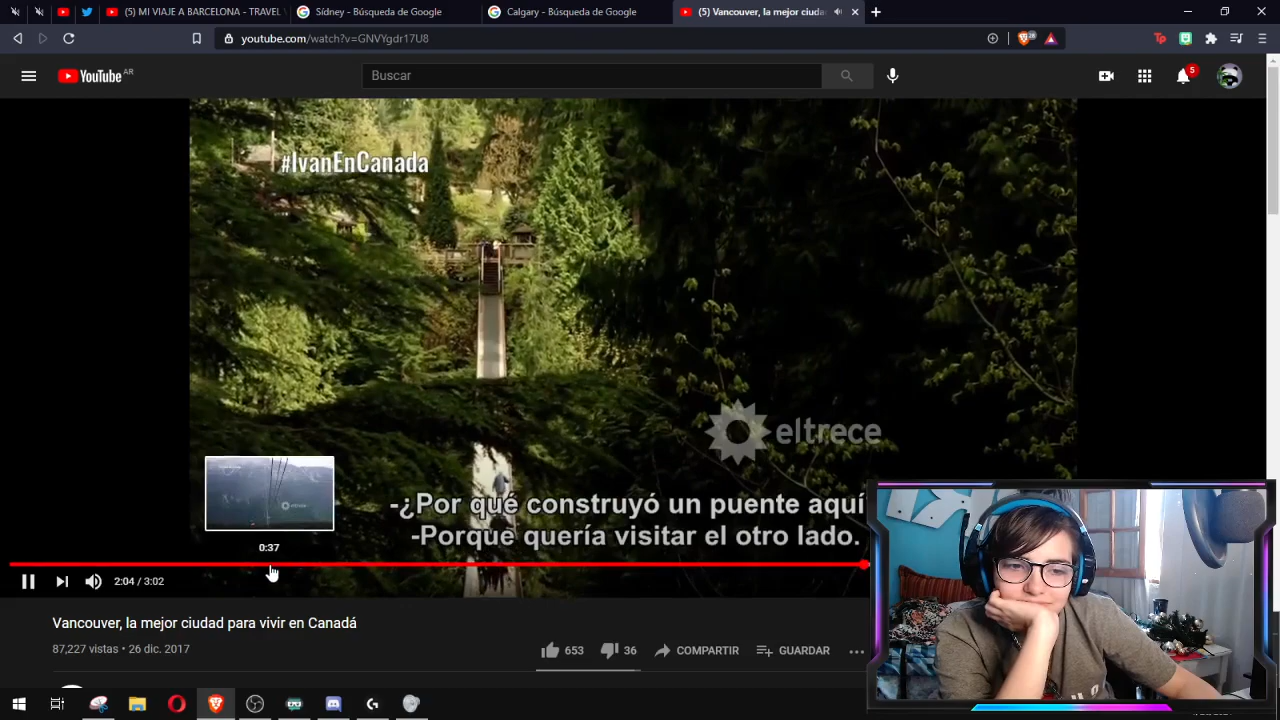 (5) MI VIAJE A BARCELONA - TRAVEL
Sídney - Búsqueda de Google
Calgary - Búsqueda de Google
(5) Vancouver, la mejor ciuda
youtube.com/watch?v=GNVYgdr17U8
28
YouTube AR
Buscar
5
#IvanEnCanada
eltrece
-¿Por qué construyó un puente aquí
-Porque quería visitar el otro lado.
0:37
2:04 / 3:02
Vancouver, la mejor ciudad para vivir en Canadá
87,227 vistas • 26 dic. 2017
653
36
COMPARTIR
GUARDAR